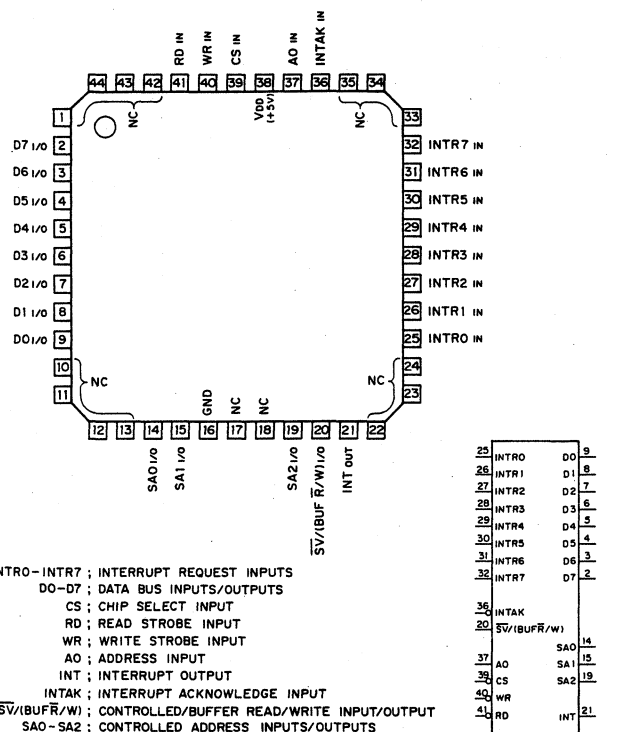 RD IN
WR IN
CS IN
AO IN
INTAK IN
44 43 42 41 40 39 38 37 36 35 34
NC
VDD (+5V)
NC
1
33
D7 I/O 2
32 INTR7 IN
D6 I/O 3
31 INTR6 IN
D5 I/O 4
30 INTR5 IN
D4 I/O 5
29 INTR4 IN
D3 I/O 6
28 INTR3 IN
D2 I/O 7
27 INTR2 IN
D1 I/O 8
26 INTR1 IN
D0 I/O 9
25 INTR0 IN
10
24
NC
NC
11
23
GND
NC
NC
12 13 14 15 16 17 18 19 20 21 22
SA0 I/O
SA1 I/O
SA2 I/O
S̅V̅/(BUF R̅/W) I/O
INT OUT
25 INTR0 D0 9
26 INTR1 D1 8
27 INTR2 D2 7
28 INTR3 D3 6
29 INTR4 D4 5
30 INTR5 D5 4
31 INTR6 D6 3
32 INTR7 D7 2
36 INTAK
20 S̅V̅/(BUFR̅/W)
SA0 14
37 AO SA1 15
39 CS SA2 19
40 WR
41 RD INT 21
NTR0-INTR7 ; INTERRUPT REQUEST INPUTS
D0-D7 ; DATA BUS INPUTS/OUTPUTS
CS ; CHIP SELECT INPUT
RD ; READ STROBE INPUT
WR ; WRITE STROBE INPUT
AO ; ADDRESS INPUT
INT ; INTERRUPT OUTPUT
INTAK ; INTERRUPT ACKNOWLEDGE INPUT
S̅V̅/(BUFR̅/W) ; CONTROLLED/BUFFER READ/WRITE INPUT/OUTPUT
SA0-SA2 ; CONTROLLED ADDRESS INPUTS/OUTPUTS